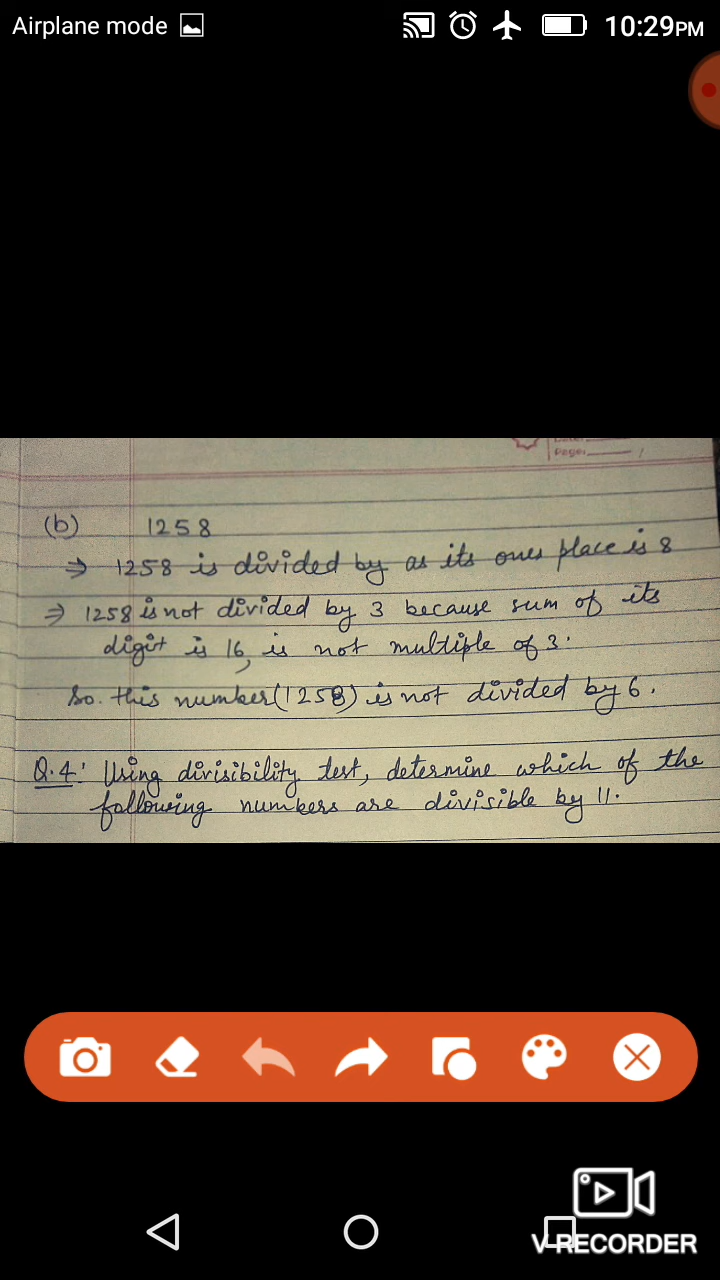 Airplane mode
10:29PM
Page:
(b) 1258
⇒ 1258 is divided by as its ones place is 8
⇒ 1258 is not divided by 3 because sum of its
digit is 16, is not multiple of 3.
So. this number (1258) is not divided by 6.
Q.4: Using divisibility test, determine which of the
following numbers are divisible by 11.
V RECORDER